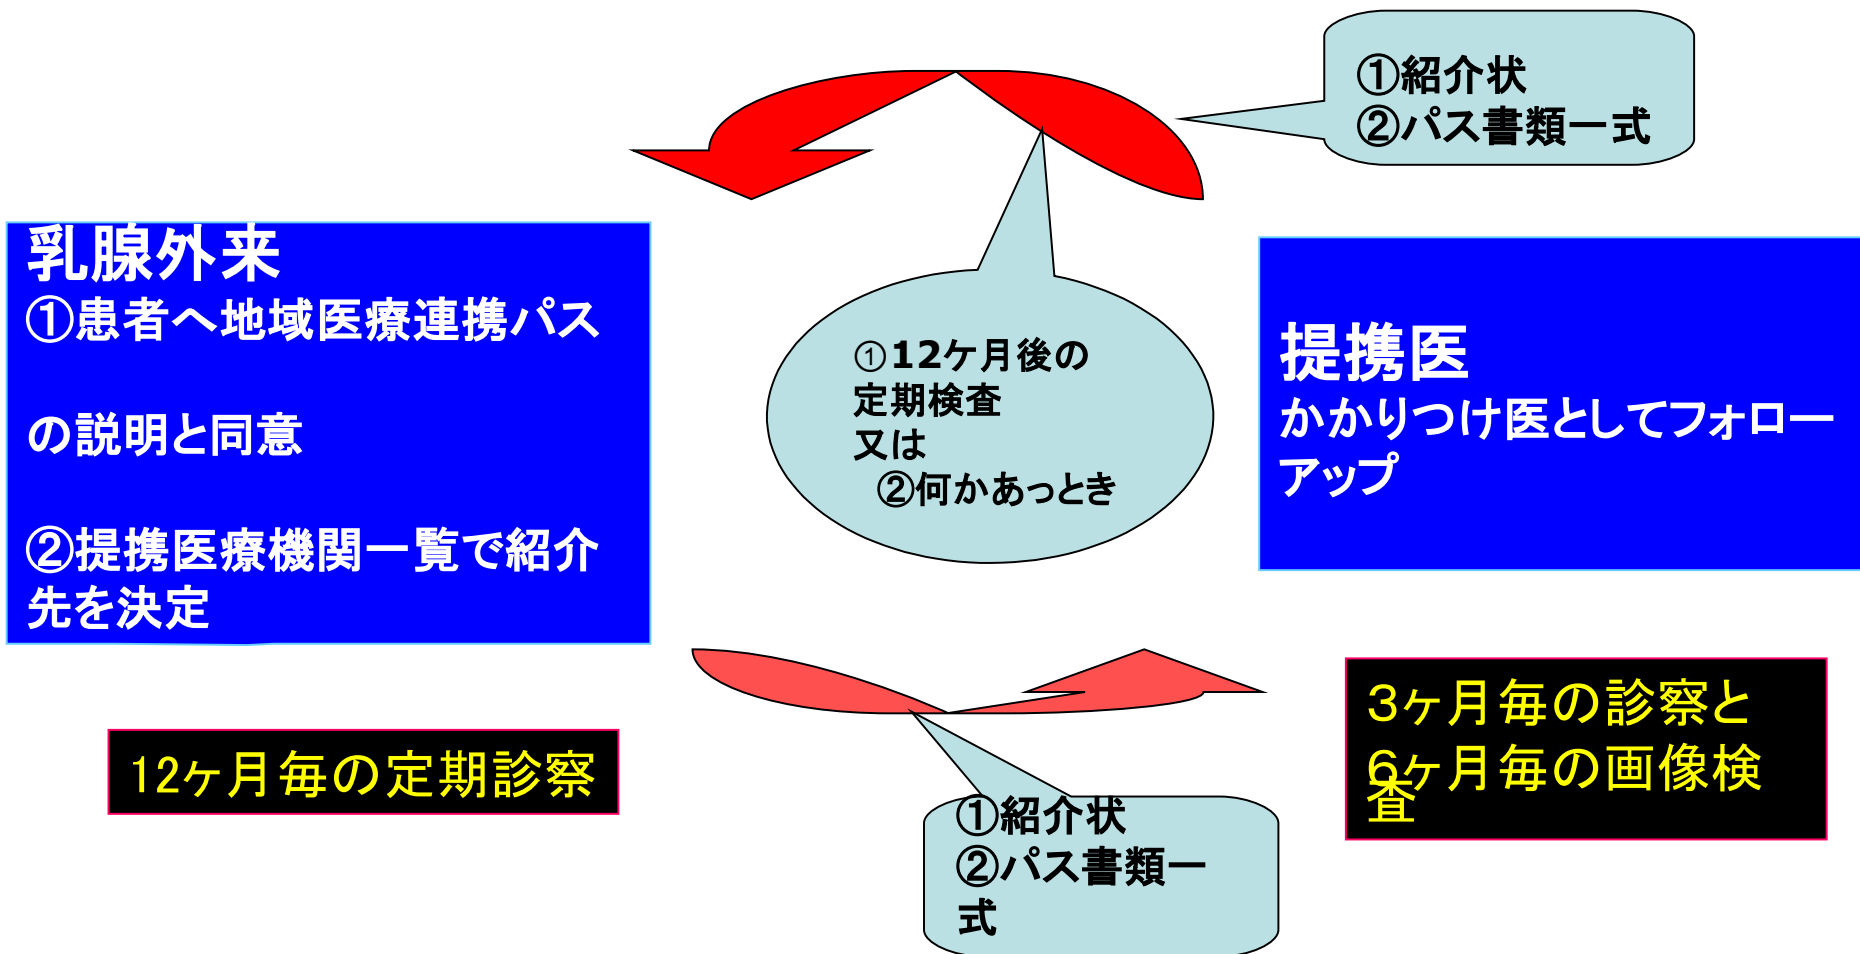 ①紹介状
②パス書類一式
乳腺外来
①患者へ地域医療連携パス
の説明と同意
②提携医療機関一覧で紹介
先を決定
①12ケ月後の
定期検査
又は
②何かあっとき
提携医
かかりつけ医としてフォロー
アップ
12ヶ月毎の定期診察
①紹介状
②パス書類一
式
3ヶ月毎の診察と
6ヶ月毎の画像検
査